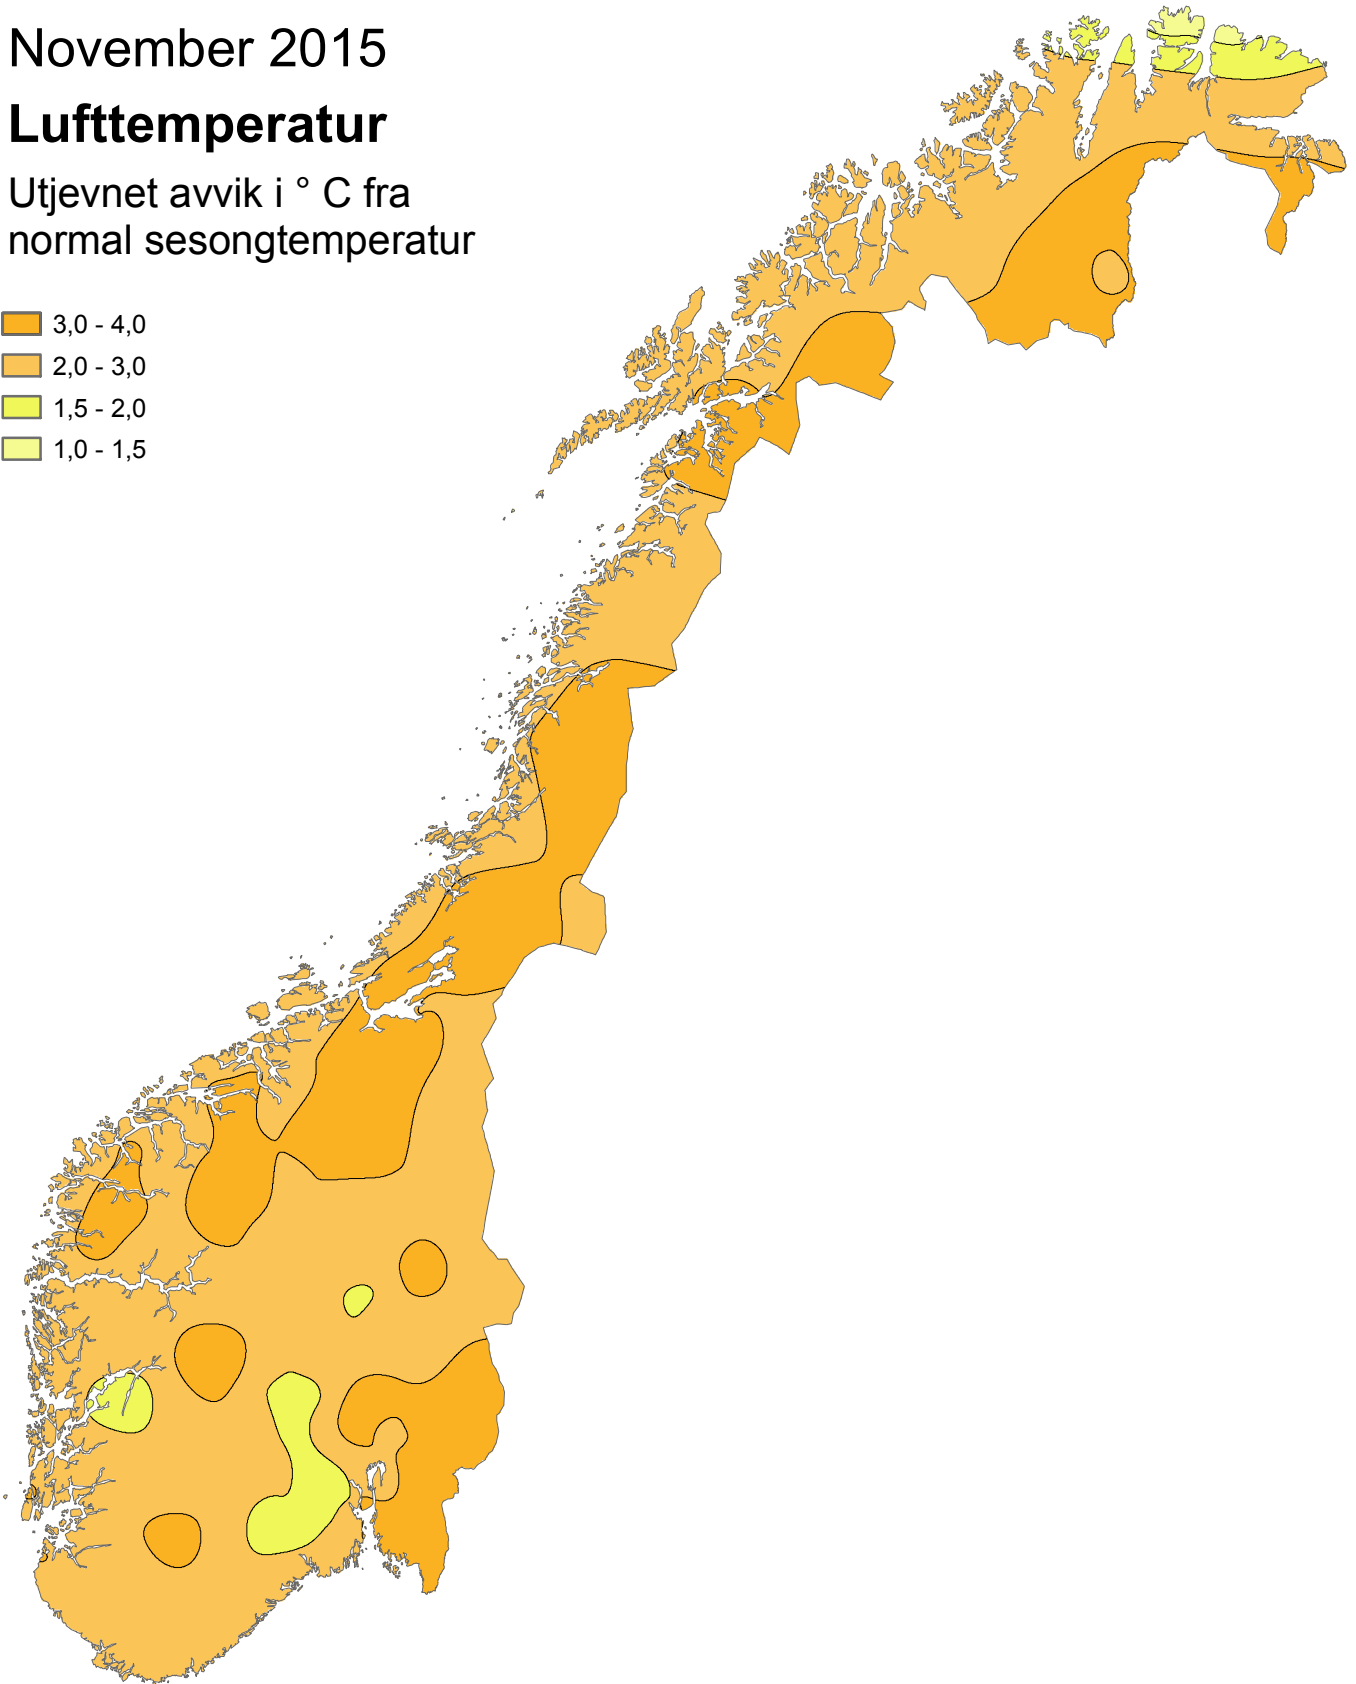 November 2015
Lufttemperatur
Utjevnet avvik i ° C fra
normal sesongtemperatur
3,0 - 4,0
2,0 - 3,0
1,5 - 2,0
1,0 - 1,5